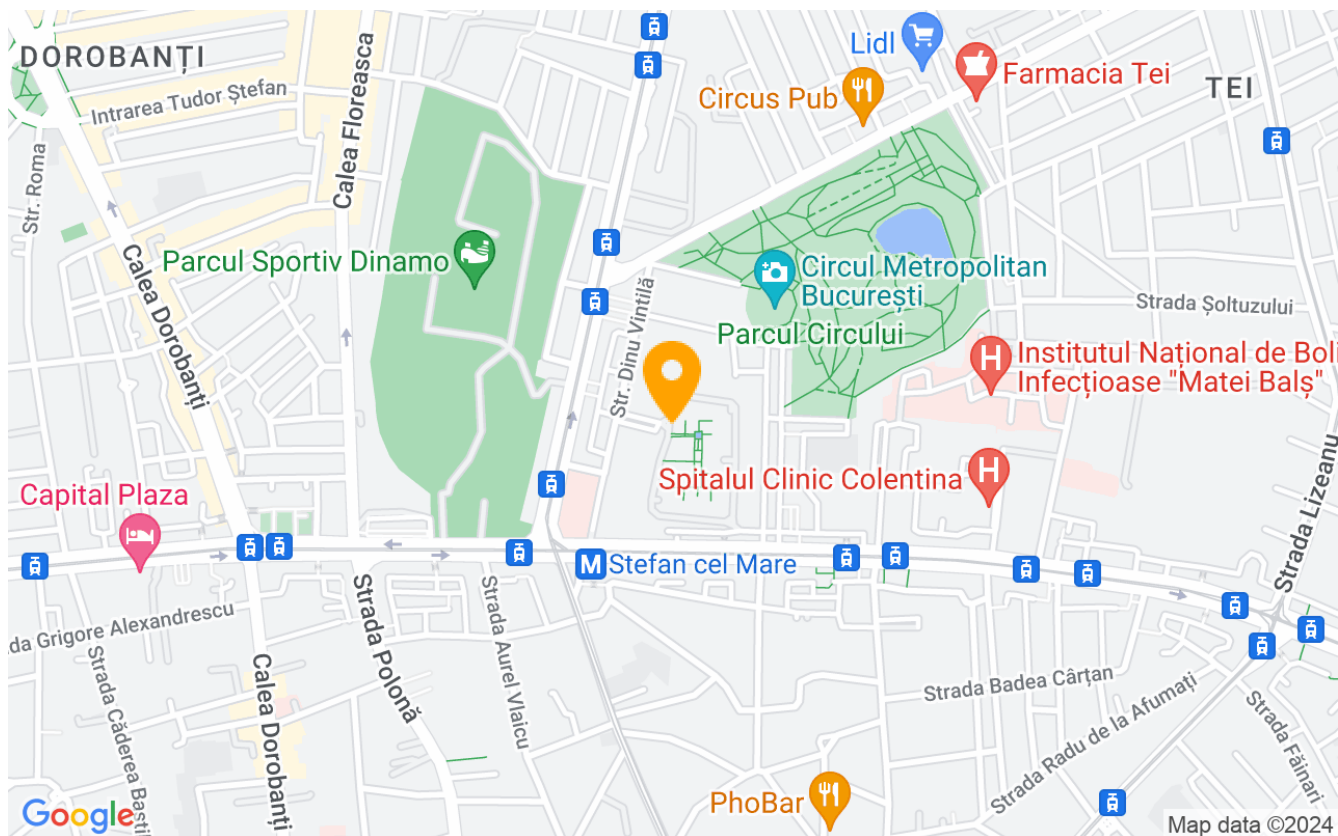 DOROBANȚI
Intrarea Tudor Ștefan
Str. Roma
Calea Floreasca
Lidl
Farmacia Tei
Circus Pub
TEI
Parcul Sportiv Dinamo
Calea Dorobanți
Circul Metropolitan
București
Parcul Circului
Strada Șoltuzului
Str. Dinu Vintilă
Institutul Național de Boli
Infecțioase "Matei Balș"
H
Spitalul Clinic Colentina
H
Capital Plaza
Strada Lizeanu
M Stefan cel Mare
da Grigore Alexandrescu
Strada Polonă
Strada Aurel Vlaicu
Strada Căderea Bastil
Calea Dorobanți
Strada Badea Cârțan
Strada Radu de la Afumați
Strada Făinari
PhoBar
Google
Map data ©2024